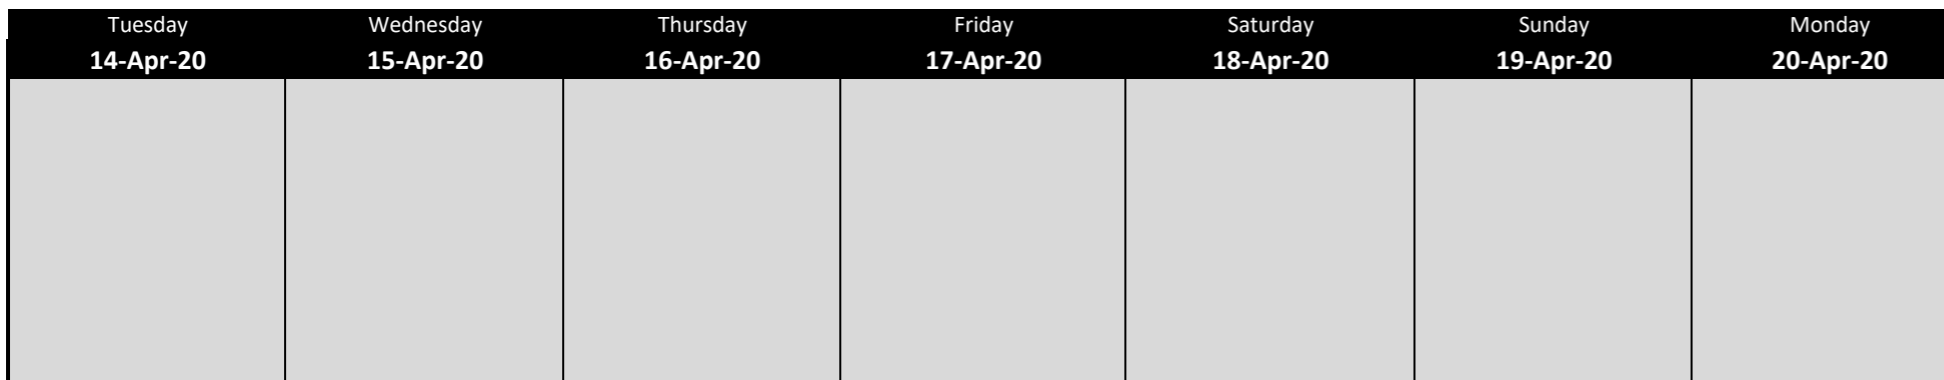 Tuesday Wednesday Thursday Friday Saturday Sunday Monday
14-Apr-20 15-Apr-20 16-Apr-20 17-Apr-20 18-Apr-20 19-Apr-20 20-Apr-20